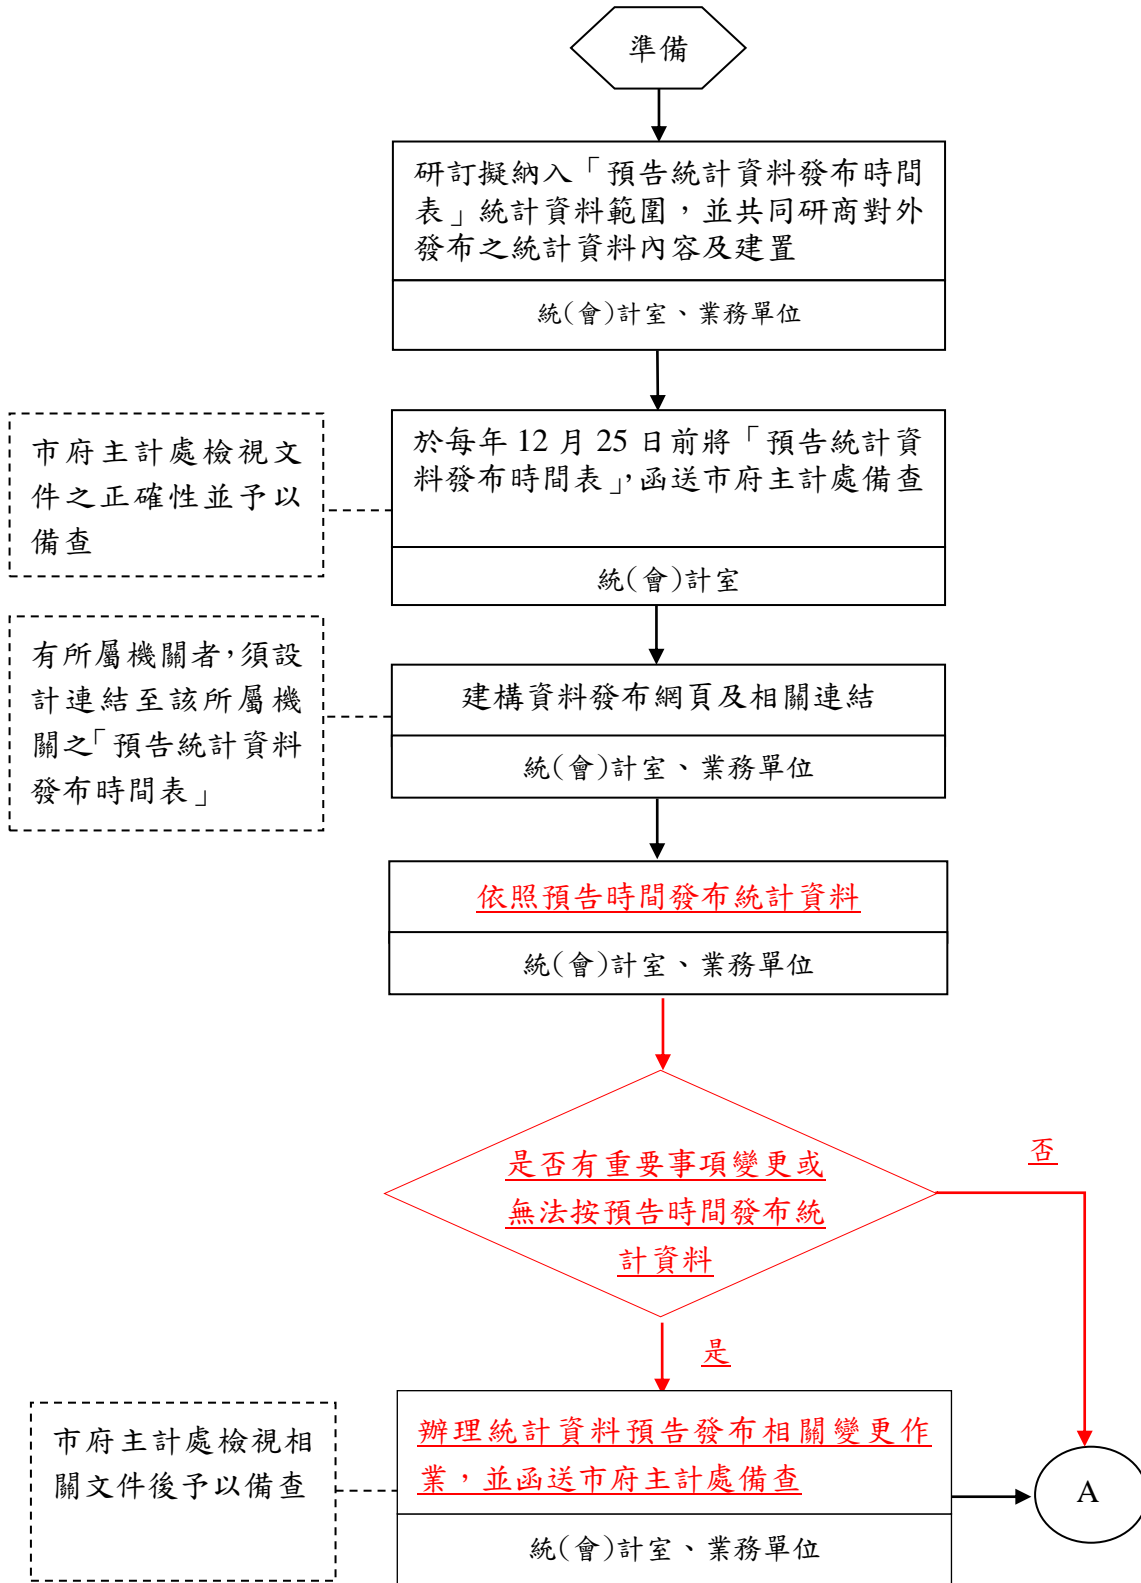 準備
研訂擬納入「預告統計資料發布時間
表」統計資料範圍，並共同研商對外
發布之統計資料內容及建置
統(會)計室、業務單位
市府主計處檢視文
件之正確性並予以
備查
於每年 12 月 25 日前將「預告統計資
料發布時間表」，函送市府主計處備查
統(會)計室
有所屬機關者，須設
計連結至該所屬機
關之「預告統計資料
發布時間表」
建構資料發布網頁及相關連結
統(會)計室、業務單位
依照預告時間發布統計資料
統(會)計室、業務單位
是否有重要事項變更或
無法按預告時間發布統
計資料
否
是
市府主計處檢視相
關文件後予以備查
辦理統計資料預告發布相關變更作
業，並函送市府主計處備查
統(會)計室、業務單位
A